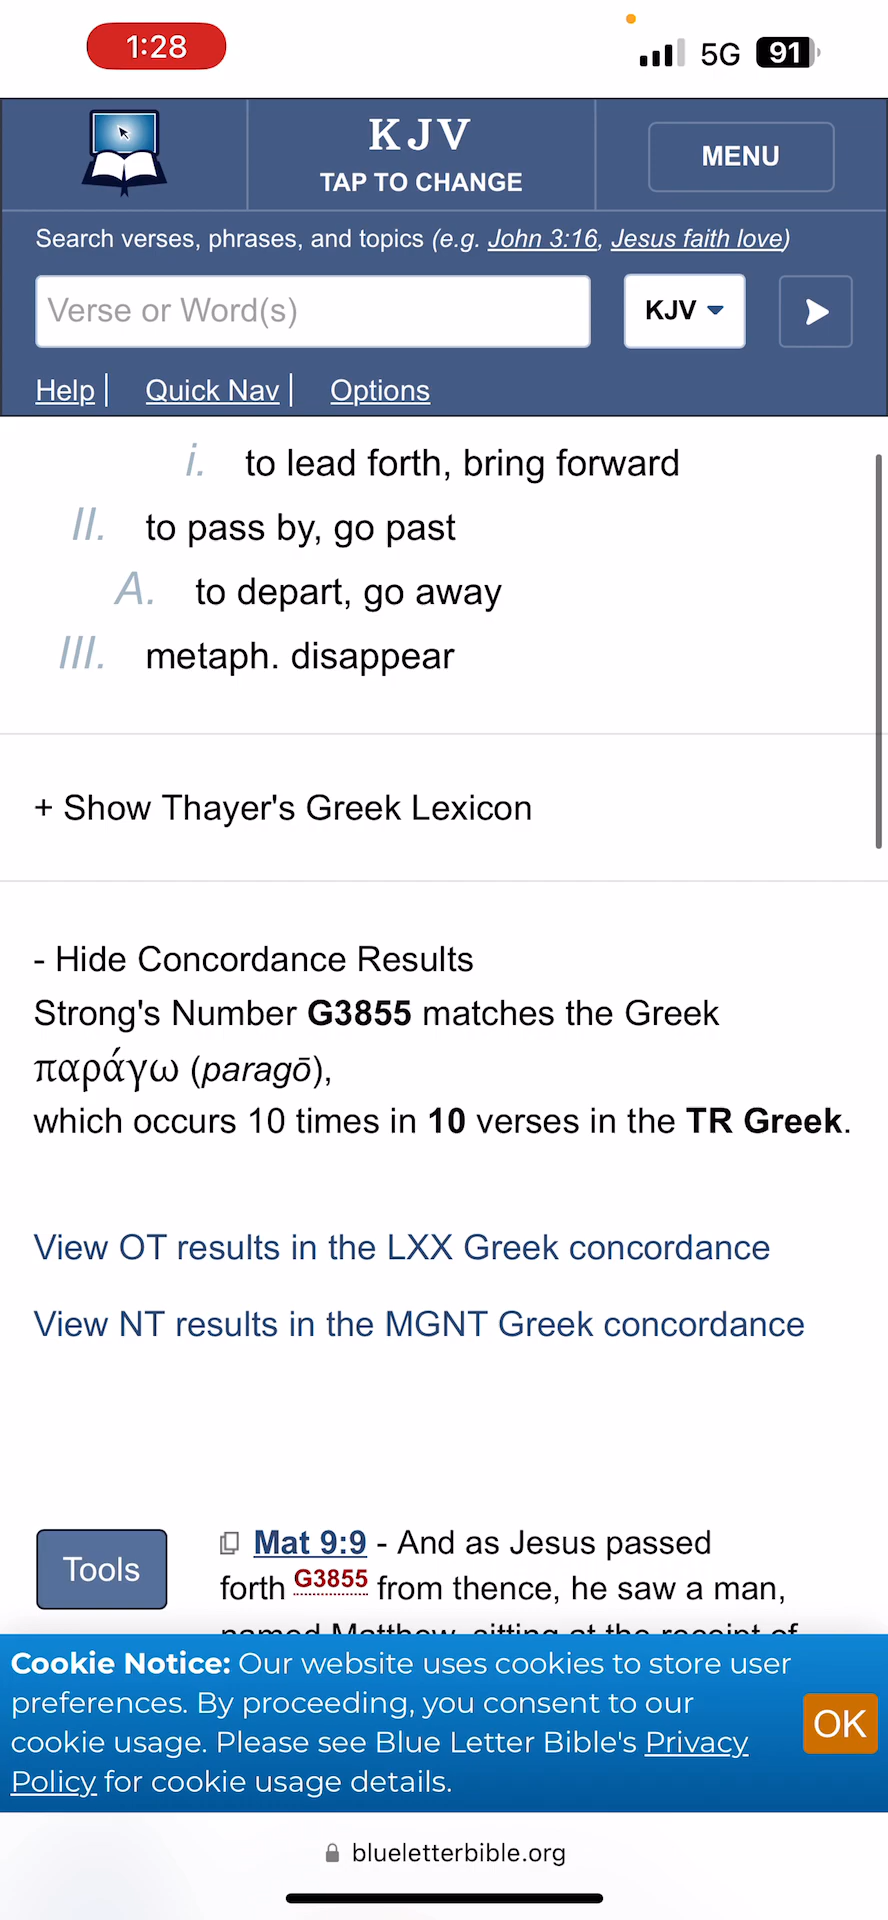 1:28
5G 91
KJV
TAP TO CHANGE
MENU
Search verses, phrases, and topics (e.g. John 3:16, Jesus faith love)
Verse or Word(s)
KJV
Help | Quick Nav | Options
i. to lead forth, bring forward
II. to pass by, go past
A. to depart, go away
III. metaph. disappear
+ Show Thayer's Greek Lexicon
- Hide Concordance Results
Strong's Number G3855 matches the Greek
παράγω (paragō),
which occurs 10 times in 10 verses in the TR Greek.
View OT results in the LXX Greek concordance
View NT results in the MGNT Greek concordance
Tools
Mat 9:9 - And as Jesus passed
forth G3855 from thence, he saw a man,
named Matthew, sitting at the receipt of
Cookie Notice: Our website uses cookies to store user
preferences. By proceeding, you consent to our
cookie usage. Please see Blue Letter Bible's Privacy
Policy for cookie usage details.
OK
blueletterbible.org